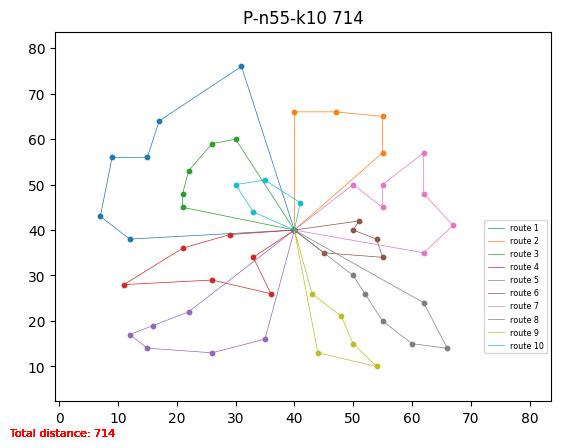 P-n55-k10 714
80
70
60
50
40
30
20
10
0 10 20 30 40 50 60 70 80
route 1
route 2
route 3
route 4
route 5
route 6
route 7
route 8
route 9
route 10
Total distance: 714